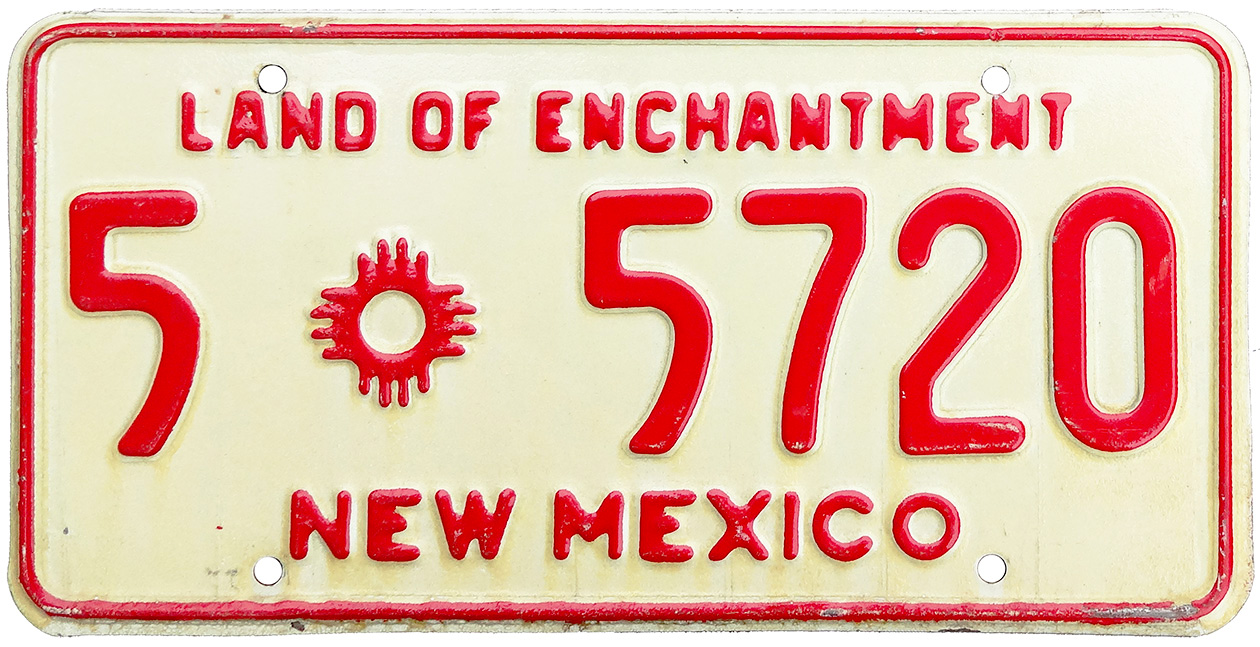 LAND OF ENCHANTMENT
5 5720
NEW MEXICO